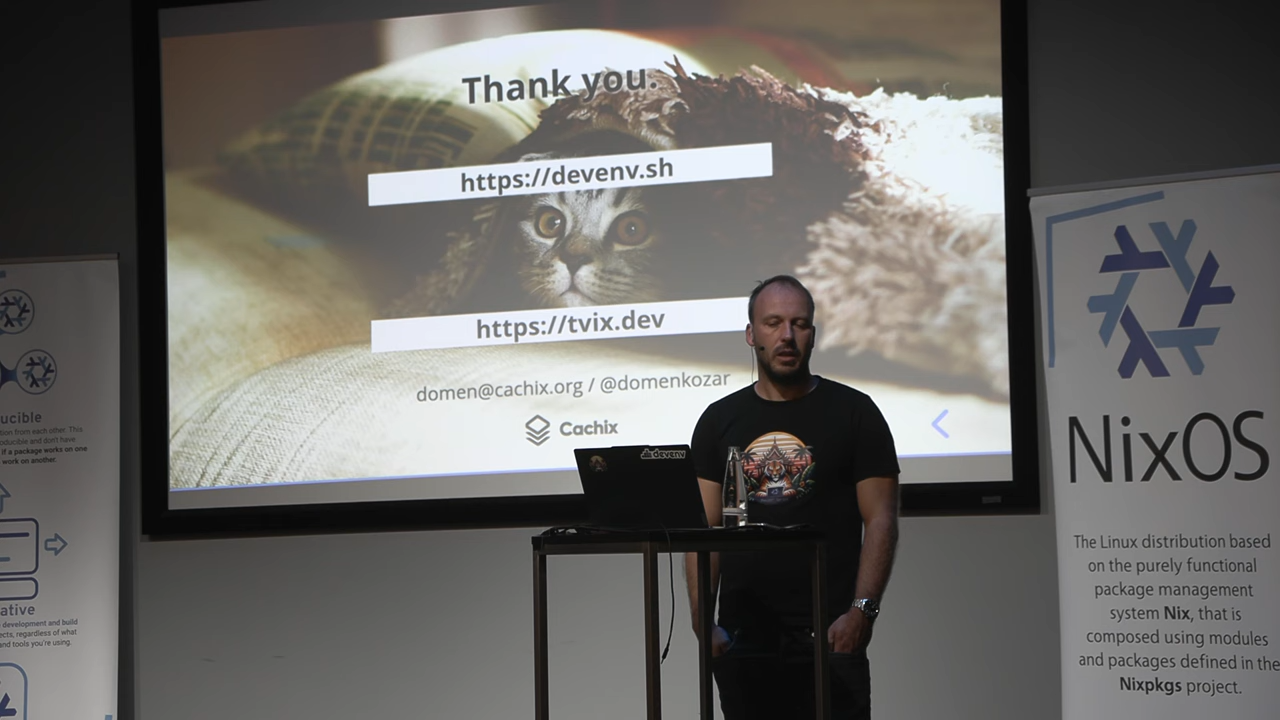 Thank you.
https://devenv.sh
https://tvix.dev
domen@cachix.org / @domenkozar
Cachix
devenv
ucible
tion from each other. This
oducible and don't have
if a package works on one
work on another.
ative
development and build
ects, regardless of what
and tools you're using.
NixOS
The Linux distribution based
on the purely functional
package management
system Nix, that is
composed using modules
and packages defined in the
Nixpkgs project.